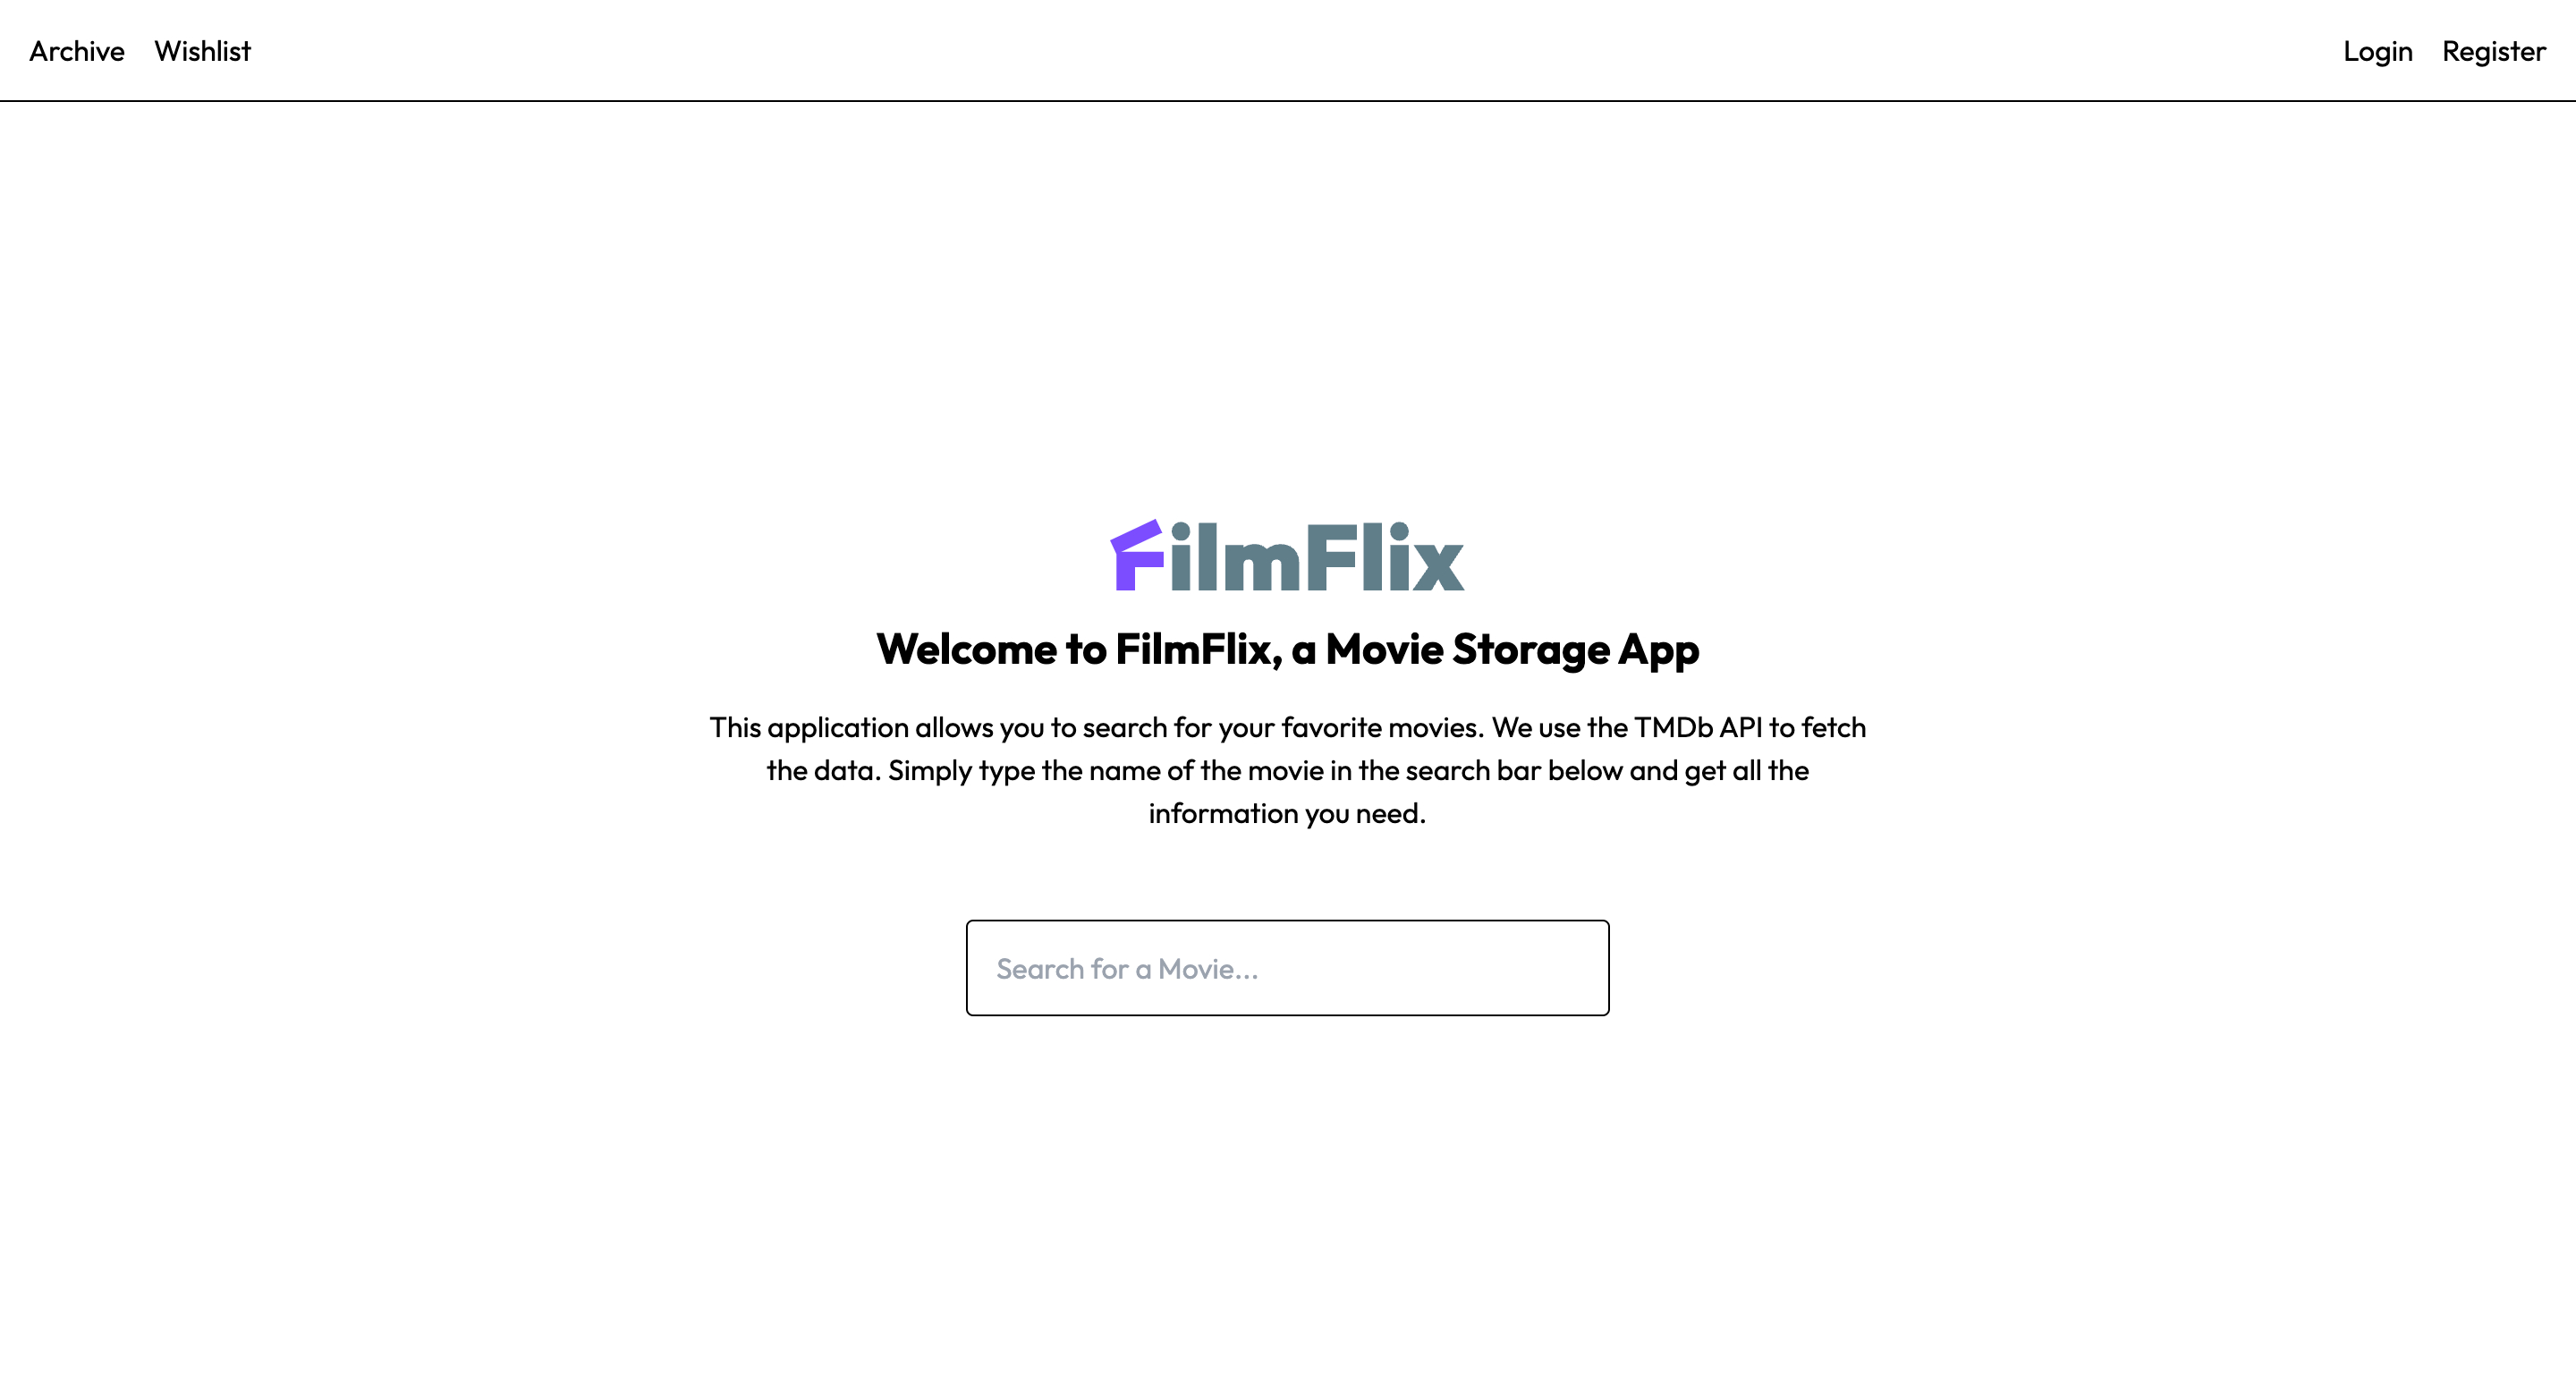 Archive Wishlist Login Register
FilmFlix
Welcome to FilmFlix, a Movie Storage App
This application allows you to search for your favorite movies. We use the TMDb API to fetch
the data. Simply type the name of the movie in the search bar below and get all the
information you need.
Search for a Movie...